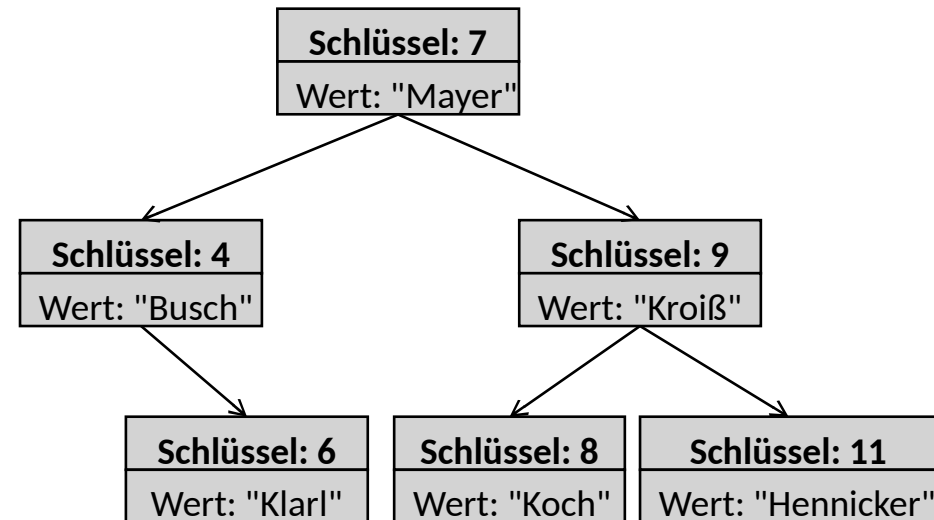 Schlüssel: 7
Wert: "Mayer"
Schlüssel: 4
Wert: "Busch"
Schlüssel: 9
Wert: "Kroiß"
Schlüssel: 6
Wert: "Klarl"
Schlüssel: 8
Wert: "Koch"
Schlüssel: 11
Wert: "Hennicker"